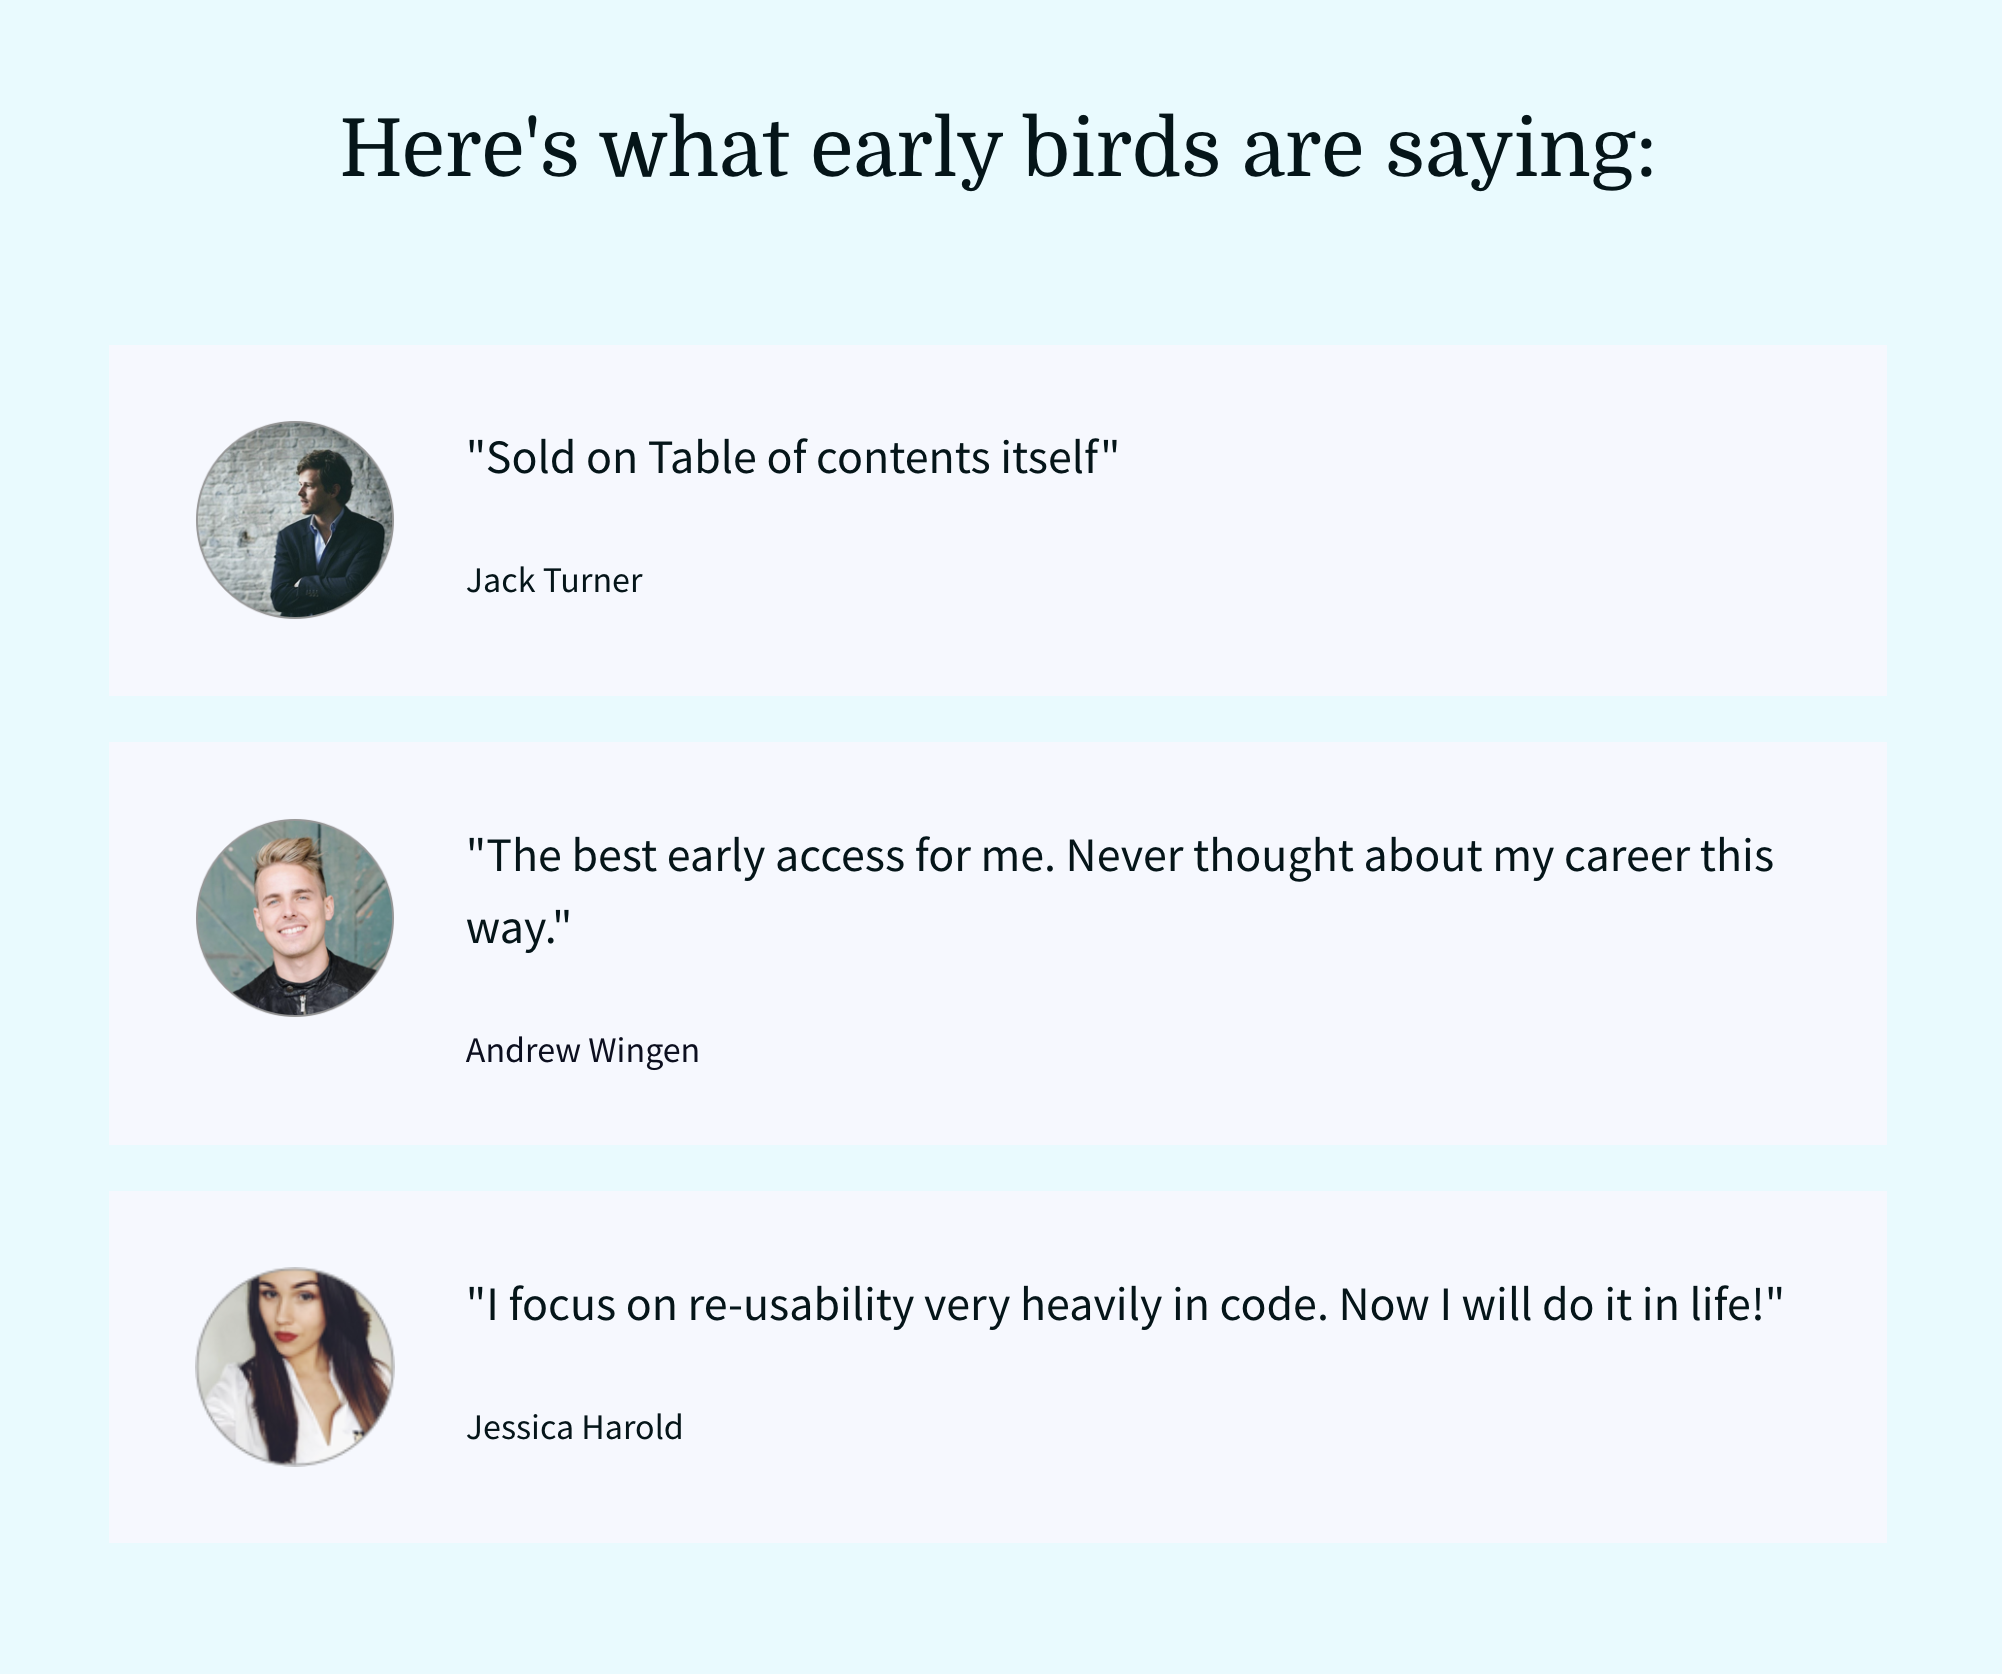 Here's what early birds are saying:
"Sold on Table of contents itself"
Jack Turner
"The best early access for me. Never thought about my career this
way."
Andrew Wingen
"I focus on re-usability very heavily in code. Now I will do it in life!"
Jessica Harold